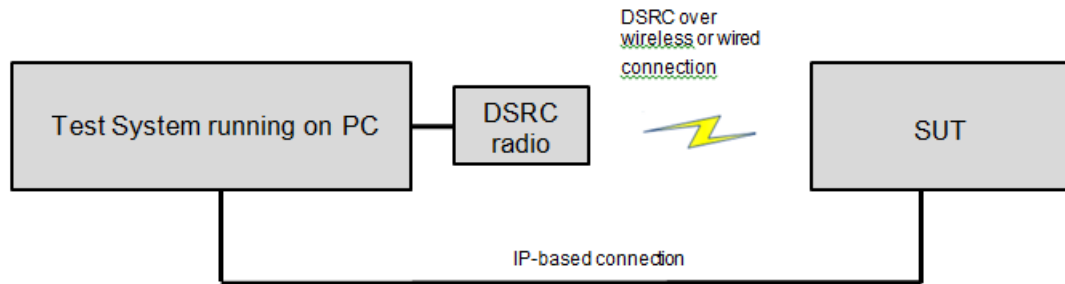 DSRC over
wireless or wired
connection
Test System running on PC
DSRC
radio
SUT
IP-based connection